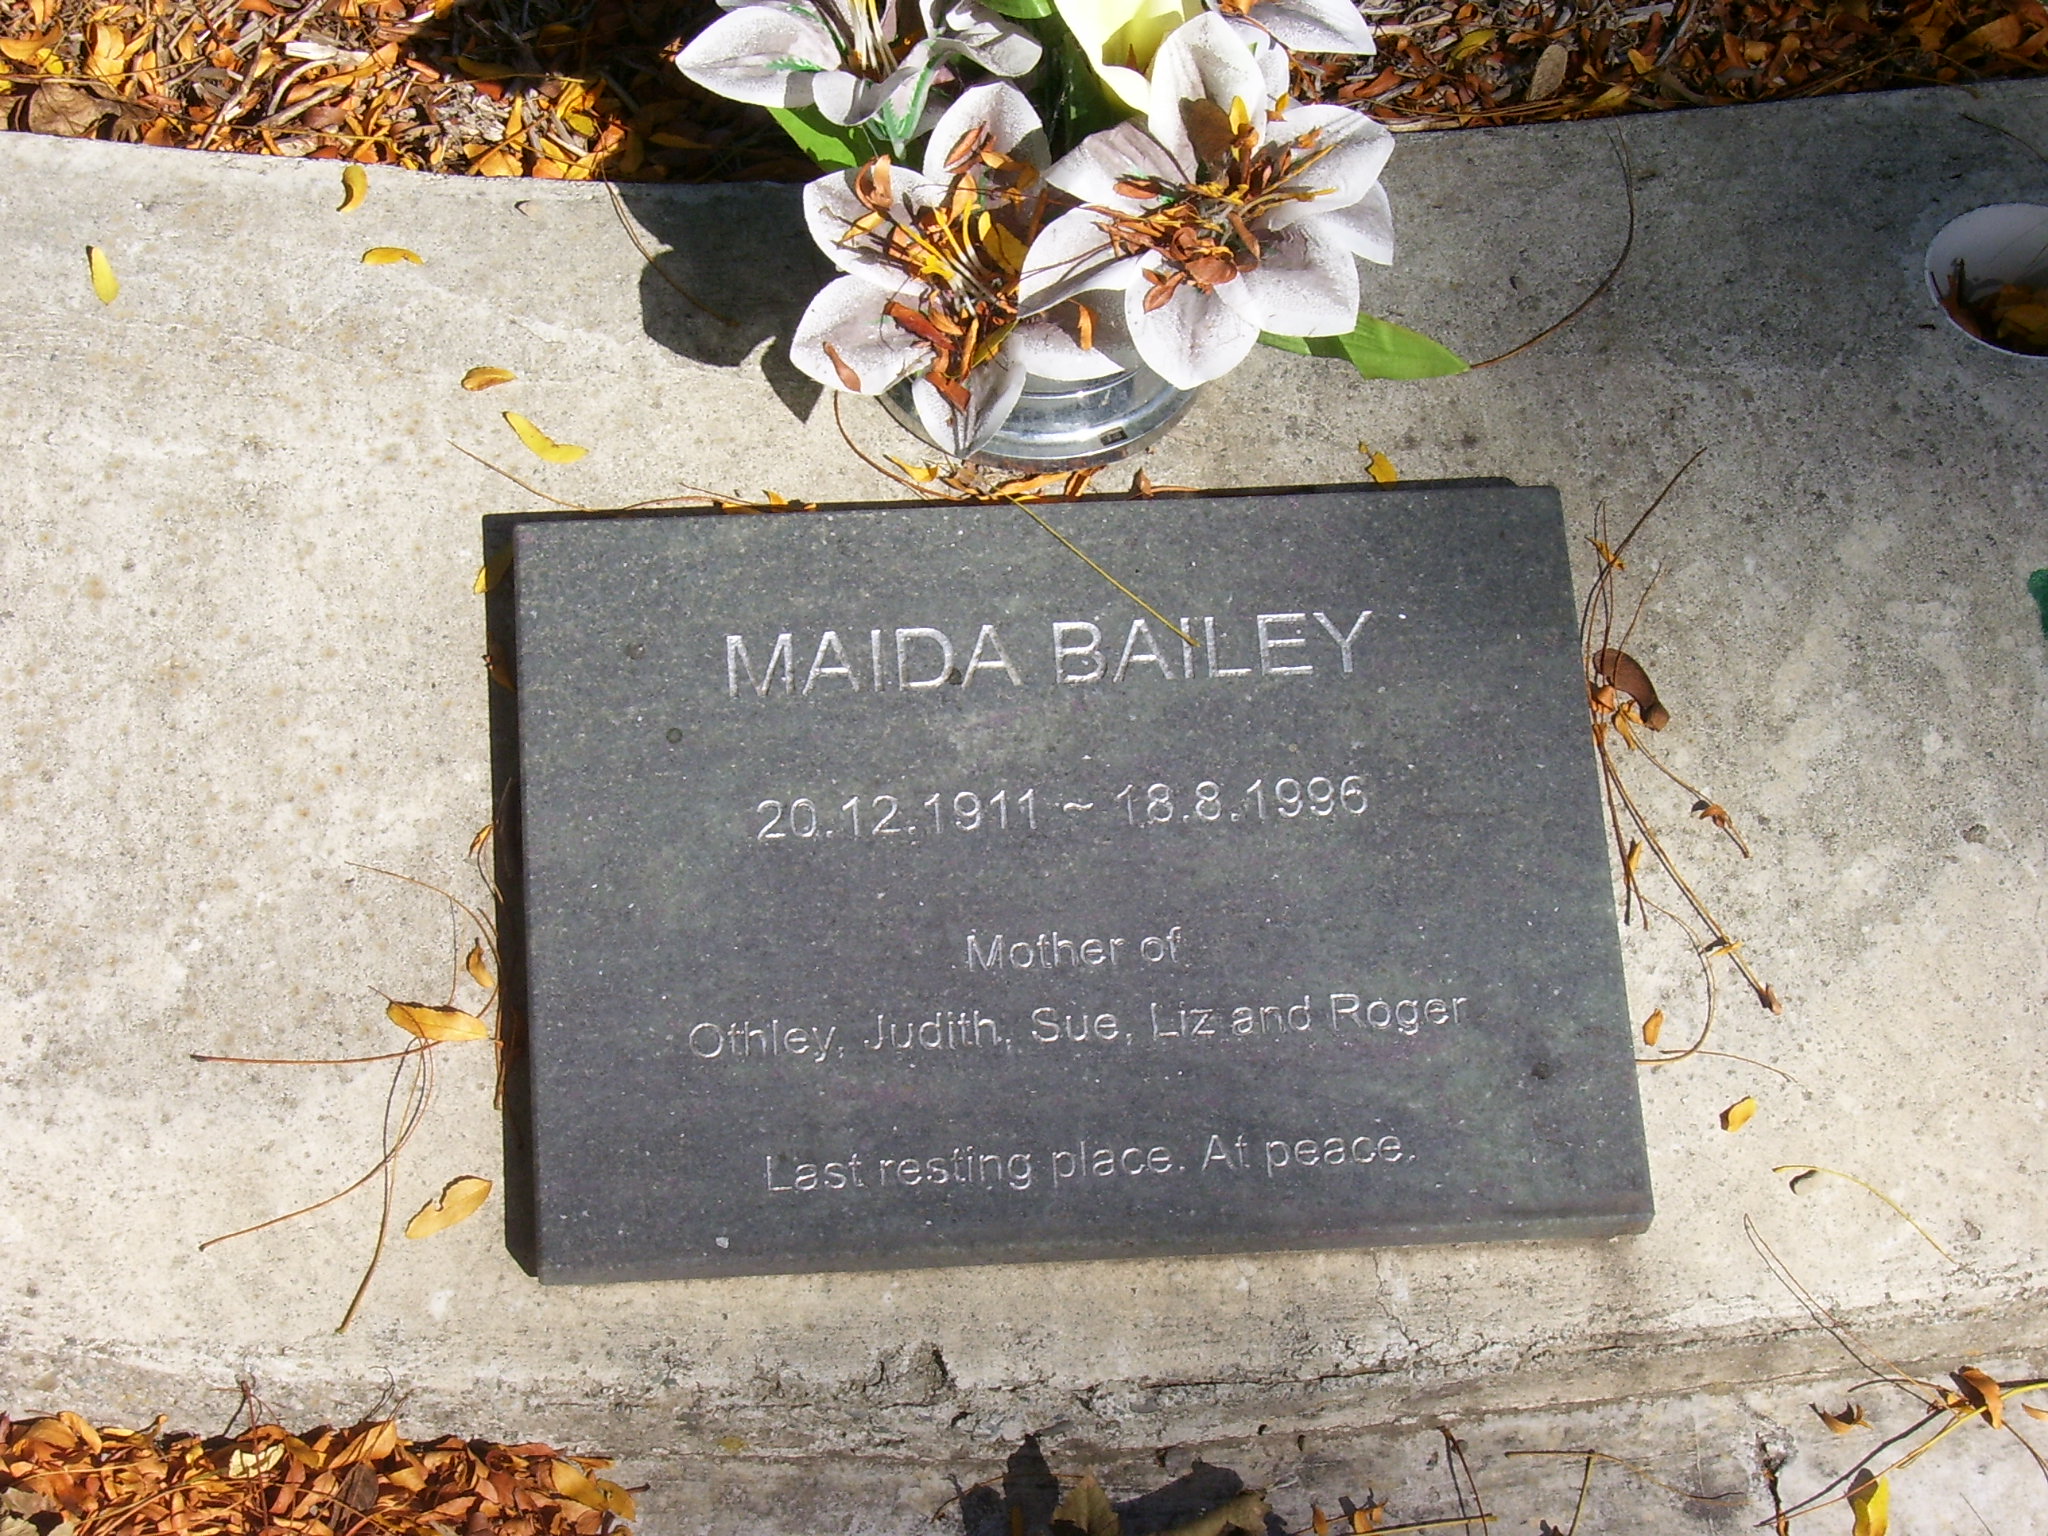 MAIDA BAILEY
20.12.1911 ~ 18.8.1996
Mother of
Othley, Judith, Sue, Liz and Roger
Last resting place. At peace.